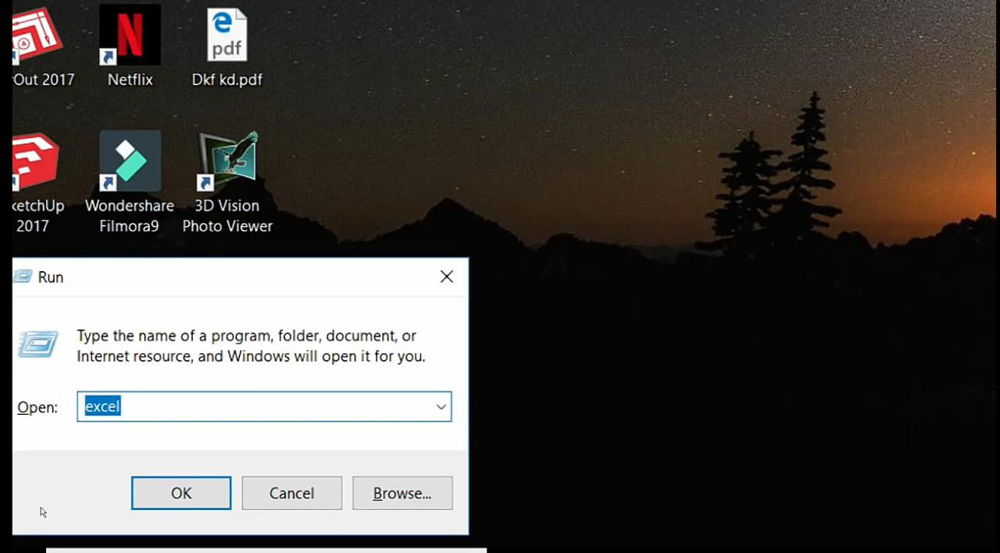 rOut 2017
Netflix
pdf
Dkf kd.pdf
ketchUp
2017
Wondershare
Filmora9
3D Vision
Photo Viewer
Run
Type the name of a program, folder, document, or
Internet resource, and Windows will open it for you.
Open:
excel
OK
Cancel
Browse...